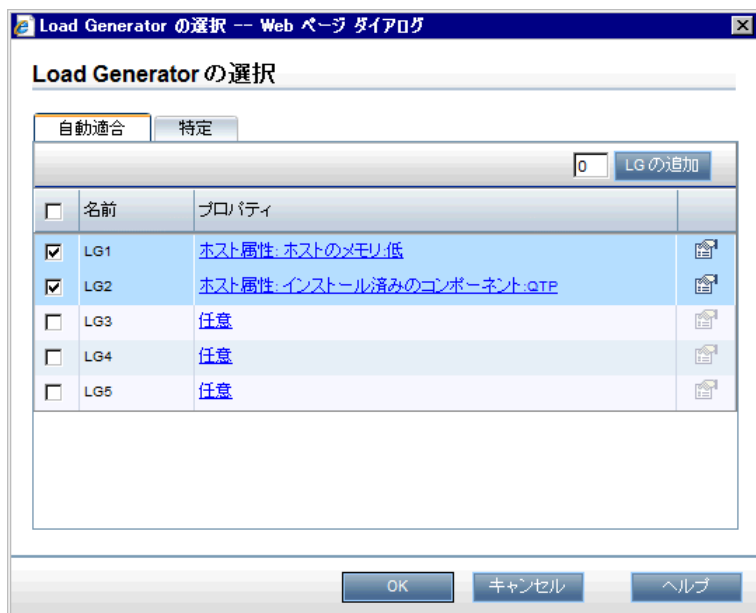 Load Generator の選択 -- Web ページ ダイアログ
Load Generator の選択
自動適合 特定
0 LG の追加
名前 プロパティ
LG1 ホスト属性: ホストのメモリ:低
LG2 ホスト属性: インストール済みのコンポーネント:QTP
LG3 任意
LG4 任意
LG5 任意
OK キャンセル ヘルプ